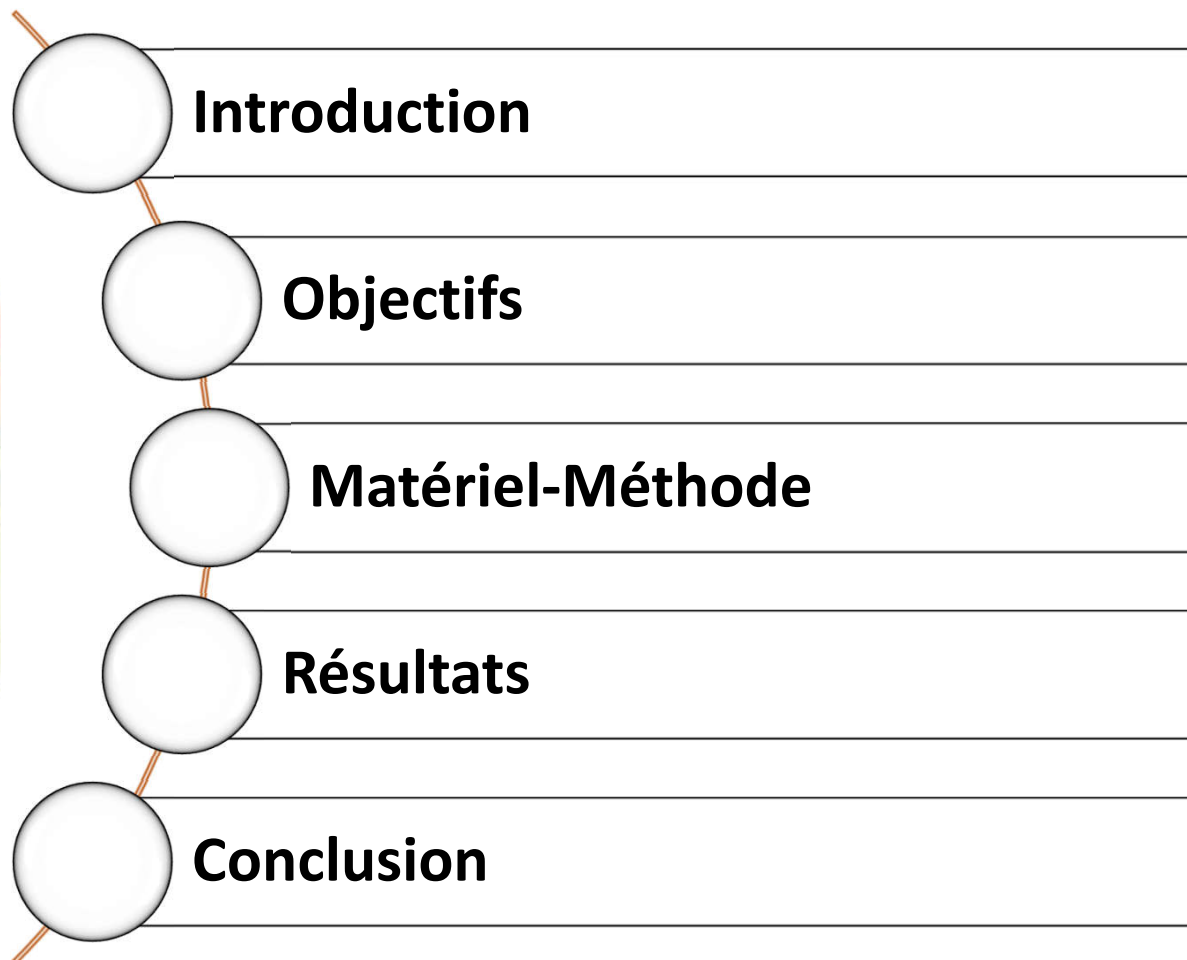 Introduction
Objectifs
Matériel-Méthode
Résultats
Conclusion